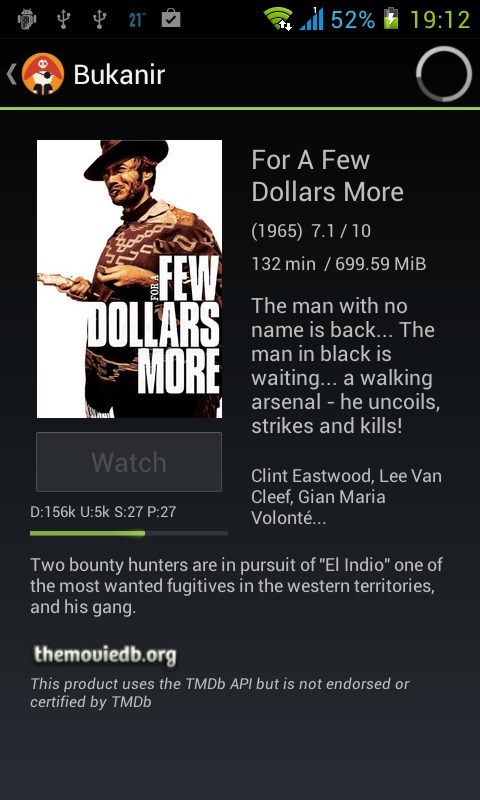 21°
1
52%
19:12
Bukanir
FOR A
FEW
DOLLARS
MORE
For A Few
Dollars More
(1965) 7.1 / 10
132 min / 699.59 MiB
The man with no
name is back... The
man in black is
waiting... a walking
arsenal - he uncoils,
strikes and kills!
Watch
Clint Eastwood, Lee Van
Cleef, Gian Maria
Volonté...
D:156k U:5k S:27 P:27
Two bounty hunters are in pursuit of "El Indio" one of
the most wanted fugitives in the western territories,
and his gang.
themoviedb.org
This product uses the TMDb API but is not endorsed or
certified by TMDb